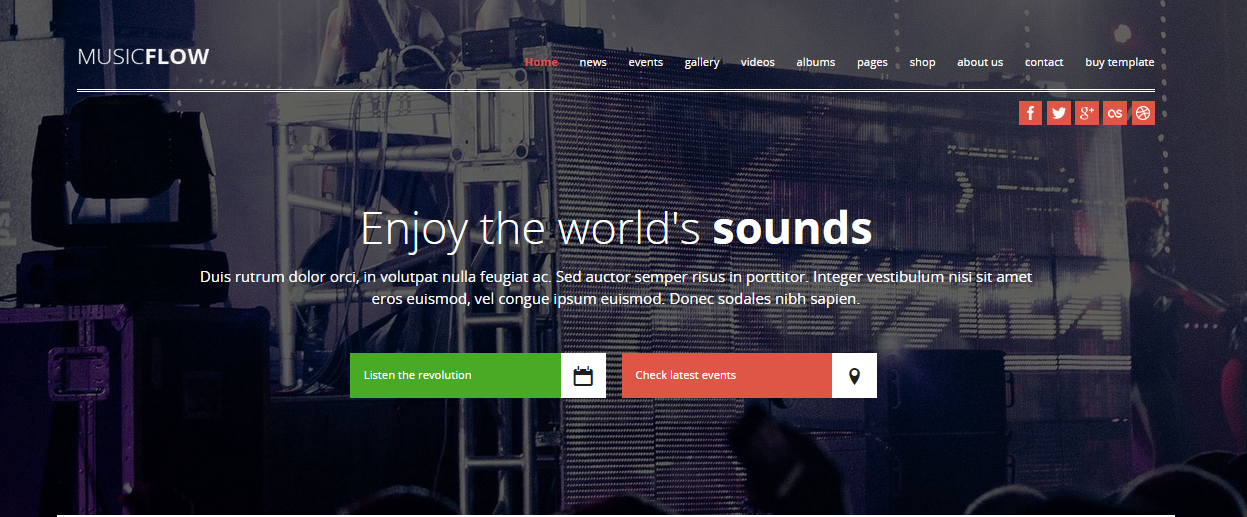 MUSICFLOW
Home news events gallery videos albums pages shop about us contact buy template
Enjoy the world's sounds
Duis rutrum dolor orci, in volutpat nulla feugiat ac. Sed auctor semper risus in porttitor. Integer vestibulum nisi sit amet
eros euismod, vel congue ipsum euismod. Donec sodales nibh sapien.
Listen the revolution
Check latest events